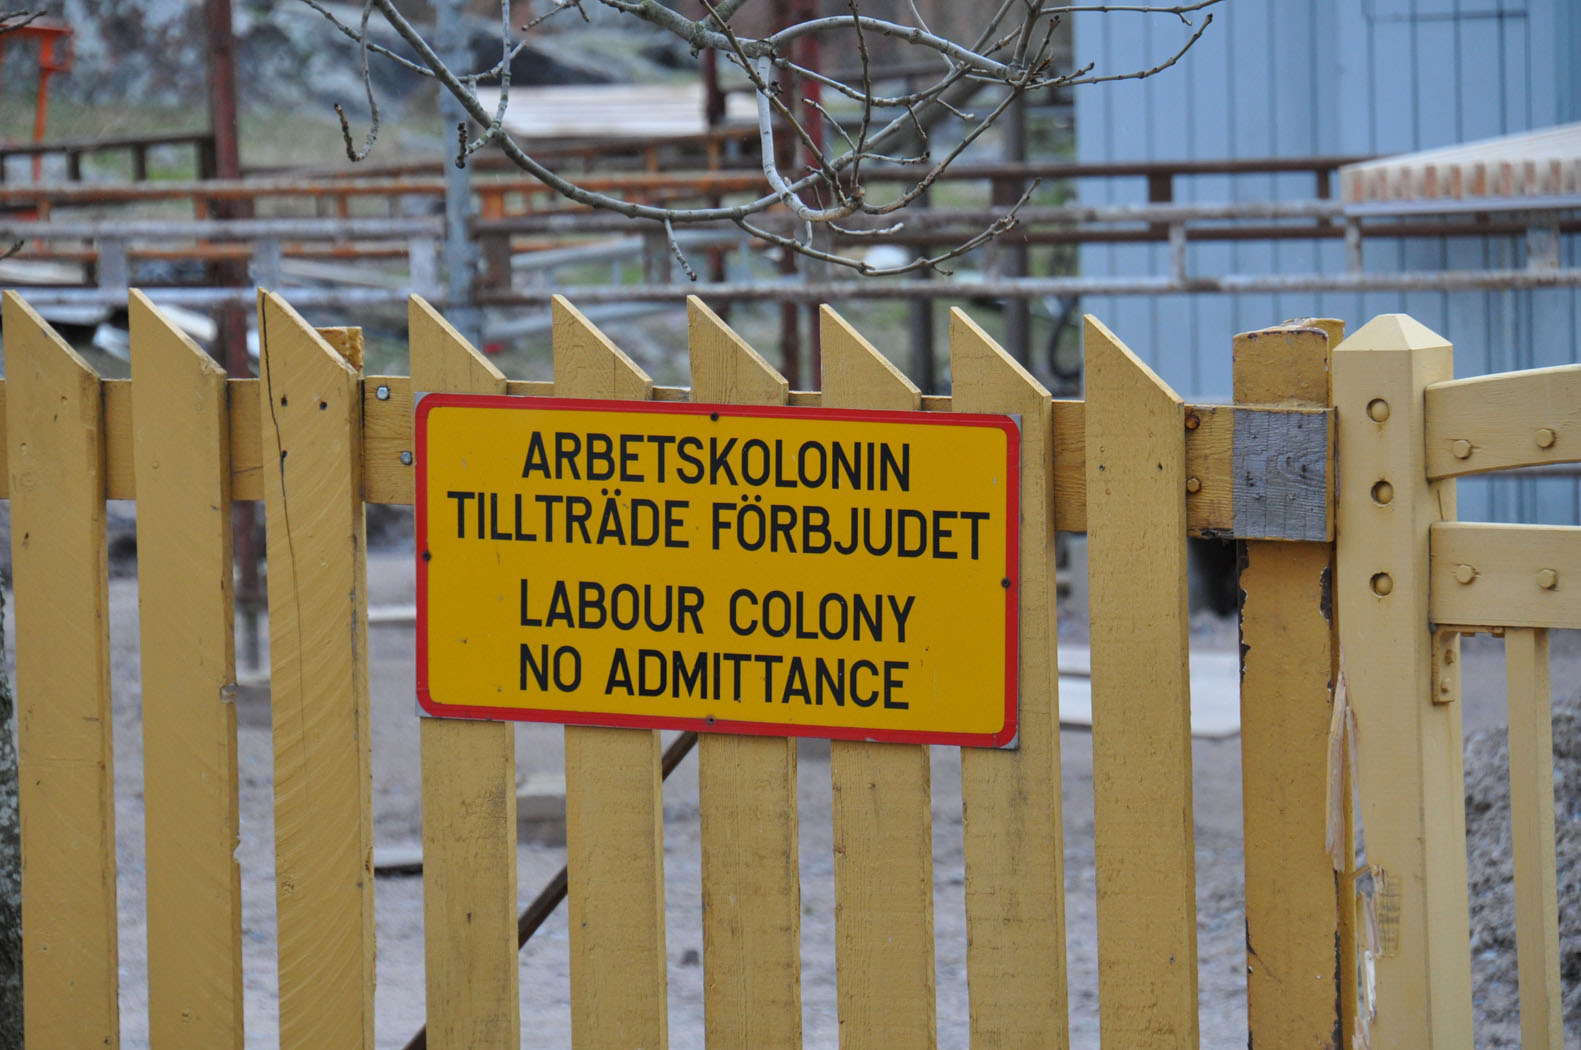 ARBETSKOLONIN
TILLTRÄDE FÖRBJUDET
LABOUR COLONY
NO ADMITTANCE